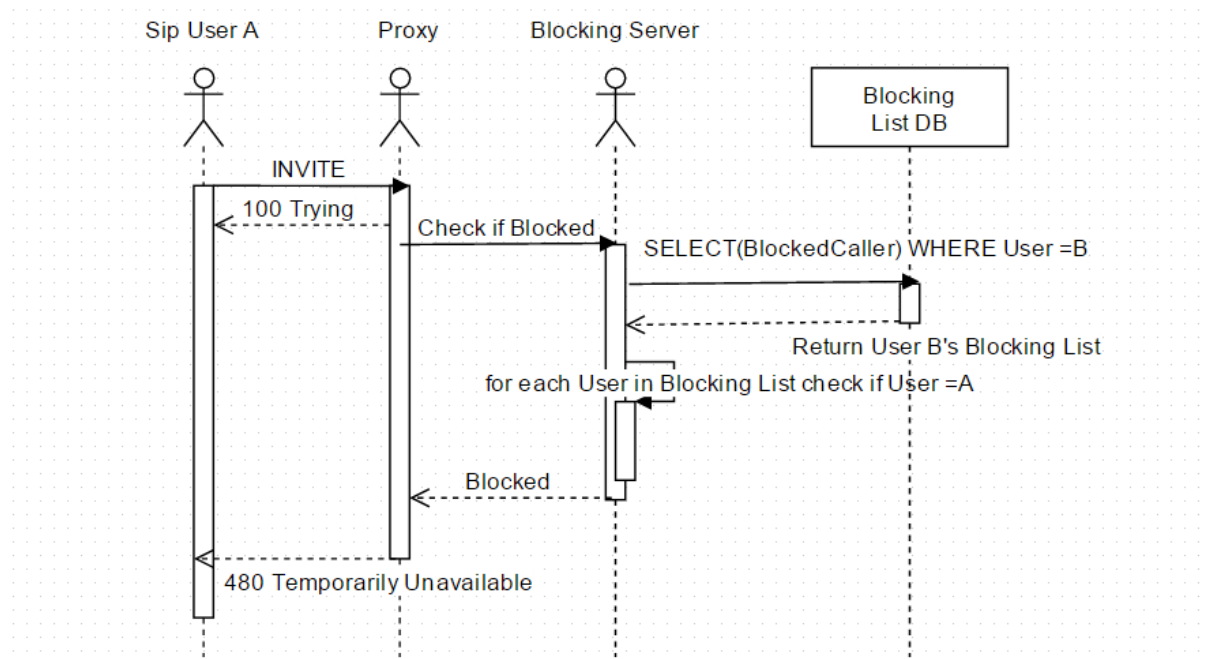 Sip User A
Proxy
Blocking Server
Blocking
List DB
INVITE
100 Trying
Check if Blocked
SELECT(BlockedCaller) WHERE User =B
Return User B's Blocking List
for each User in Blocking List check if User =A
Blocked
480 Temporarily Unavailable